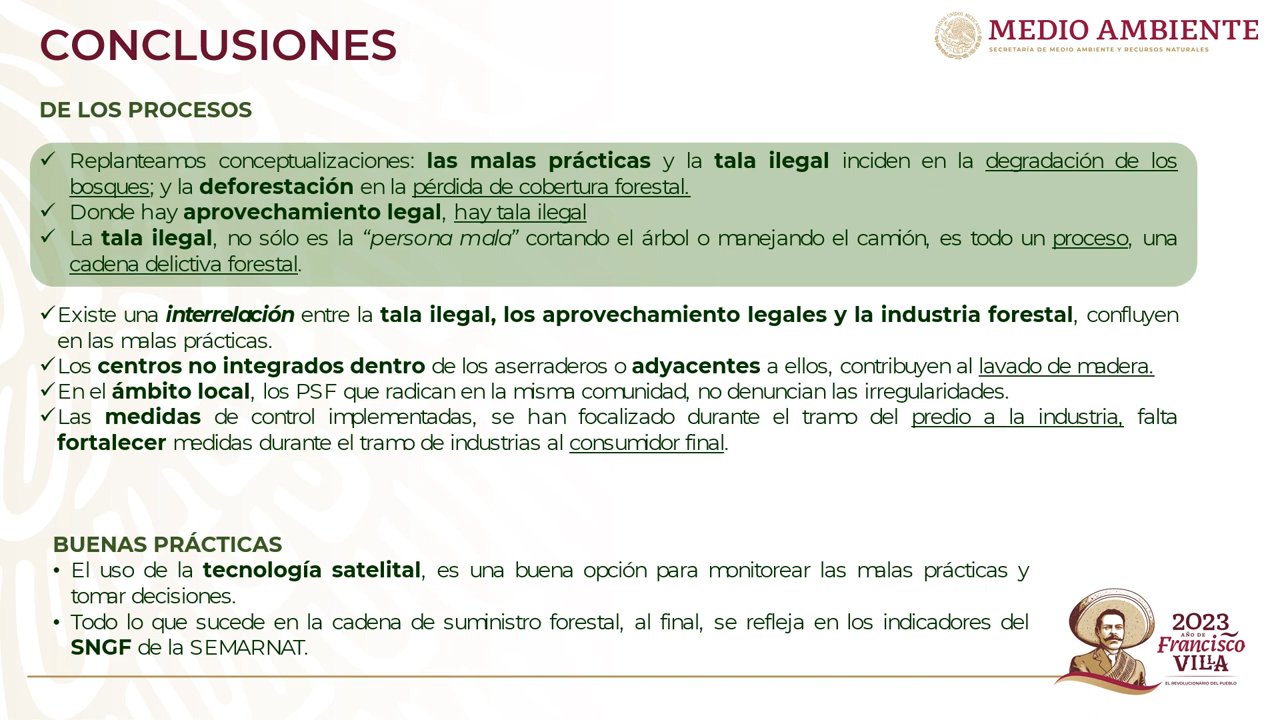 CONCLUSIONES
MEDIO AMBIENTE
SECRETARÍA DE MEDIO AMBIENTE Y RECURSOS NATURALES
DE LOS PROCESOS
✓ Replanteamos conceptualizaciones: las malas prácticas y la tala ilegal inciden en la degradación de los
bosques; y la deforestación en la pérdida de cobertura forestal.
✓ Donde hay aprovechamiento legal, hay tala ilegal
✓ La tala ilegal, no sólo es la “persona mala” cortando el árbol o manejando el camión, es todo un proceso, una
cadena delictiva forestal.
✓Existe una interrelación entre la tala ilegal, los aprovechamiento legales y la industria forestal, confluyen
en las malas prácticas.
✓Los centros no integrados dentro de los aserraderos o adyacentes a ellos, contribuyen al lavado de madera.
✓En el ámbito local, los PSF que radican en la misma comunidad, no denuncian las irregularidades.
✓Las medidas de control implementadas, se han focalizado durante el tramo del predio a la industria, falta
fortalecer medidas durante el tramo de industrias al consumidor final.
BUENAS PRÁCTICAS
• El uso de la tecnología satelital, es una buena opción para monitorear las malas prácticas y
tomar decisiones.
• Todo lo que sucede en la cadena de suministro forestal, al final, se refleja en los indicadores del
SNGF de la SEMARNAT.
2023
AÑO DE
Francisco
VILLA
EL REVOLUCIONARIO DEL PUEBLO